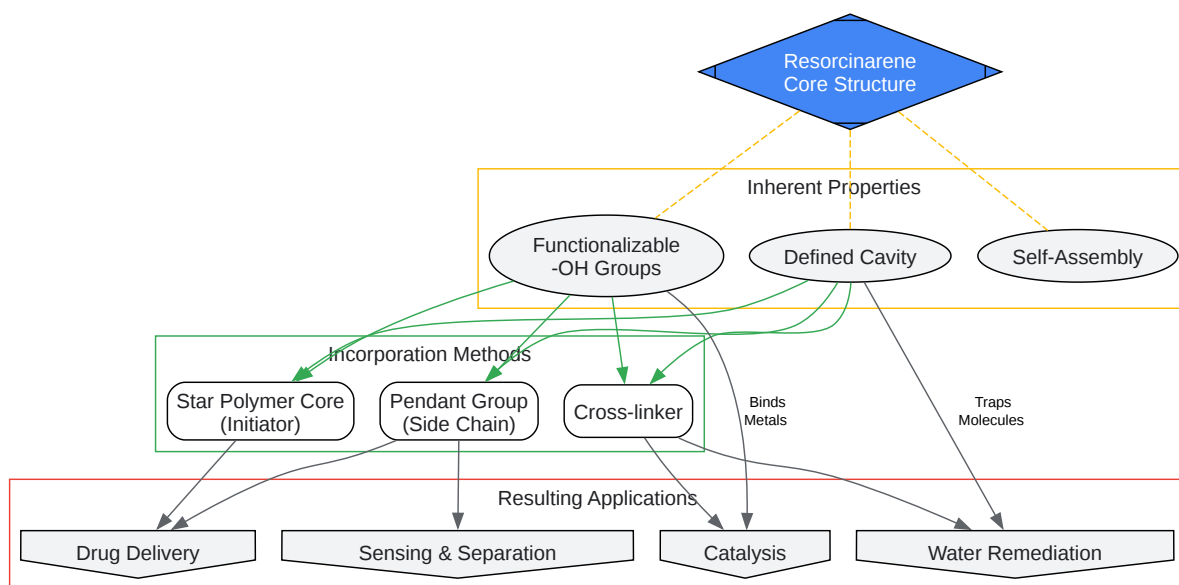 Resorcinarene
Core Structure
Inherent Properties
Functionalizable
-OH Groups
Defined Cavity
Self-Assembly
Incorporation Methods
Star Polymer Core
(Initiator)
Pendant Group
(Side Chain)
Cross-linker
Binds
Metals
Traps
Molecules
Resulting Applications
Drug Delivery
Sensing & Separation
Catalysis
Water Remediation